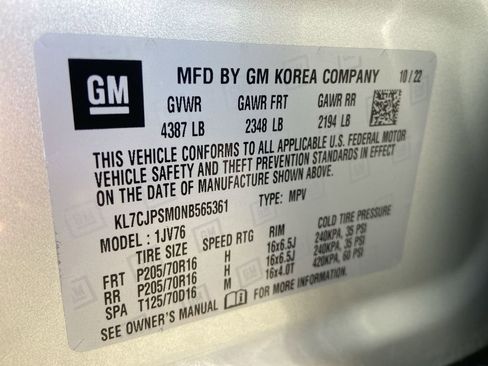 GM
MFD BY GM KOREA COMPANY 10/22
GVWR GAWR FRT GAWR RR
4387 LB 2348 LB 2194 LB
THIS VEHICLE CONFORMS TO ALL APPLICABLE U.S. FEDERAL MOTOR
VEHICLE SAFETY AND THEFT PREVENTION STANDARDS IN EFFECT
ON THE DATE OF MANUFACTURE SHOWN ABOVE.
KL7CJPSM0NB565361 TYPE: MPV
MODEL : 1JV76
TIRE SIZE SPEED RTG RIM COLD TIRE PRESSURE
FRT P205/70R16 H 16x6.5J 240KPA, 35 PSI
RR P205/70R16 H 16x6.5J 240KPA, 35 PSI
SPA T125/70D16 M 16x4.0T 420KPA, 60 PSI
SEE OWNER'S MANUAL FOR MORE INFORMATION.